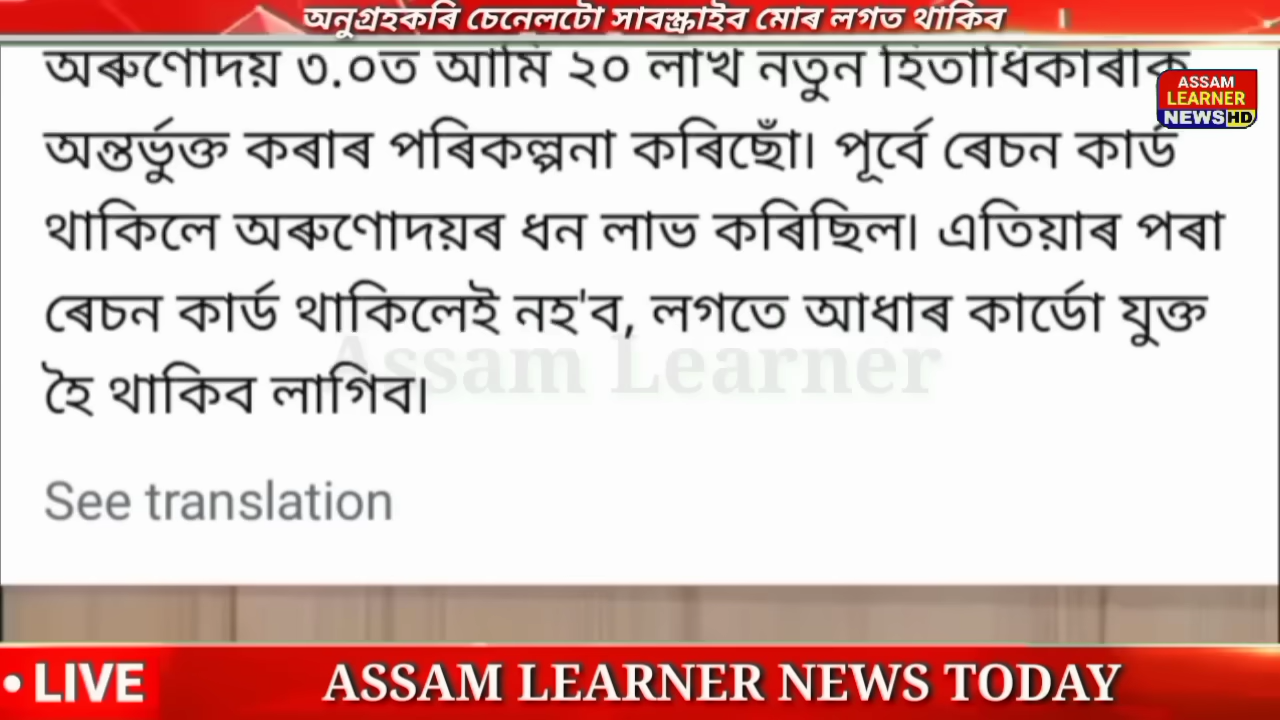 অনুগ্ৰহকৰি চেনেলটো সাবস্ক্ৰাইব মোৰ লগত থাকিব
অৰুণোদয় ৩.০ত আমি ২০ লাখ নতুন হিতাধিকাৰীক
ASSAM
LEARNER
NEWS HD
অন্তৰ্ভুক্ত কৰাৰ পৰিকল্পনা কৰিছোঁ। পূৰ্বে ৰেচন কাৰ্ড
থাকিলে অৰুণোদয়ৰ ধন লাভ কৰিছিল। এতিয়াৰ পৰা
ৰেচন কাৰ্ড থাকিলেই নহ'ব, লগতে আধাৰ কাৰ্ডো যুক্ত
Assam Learner
হৈ থাকিব লাগিব।
See translation
• LIVE
ASSAM LEARNER NEWS TODAY